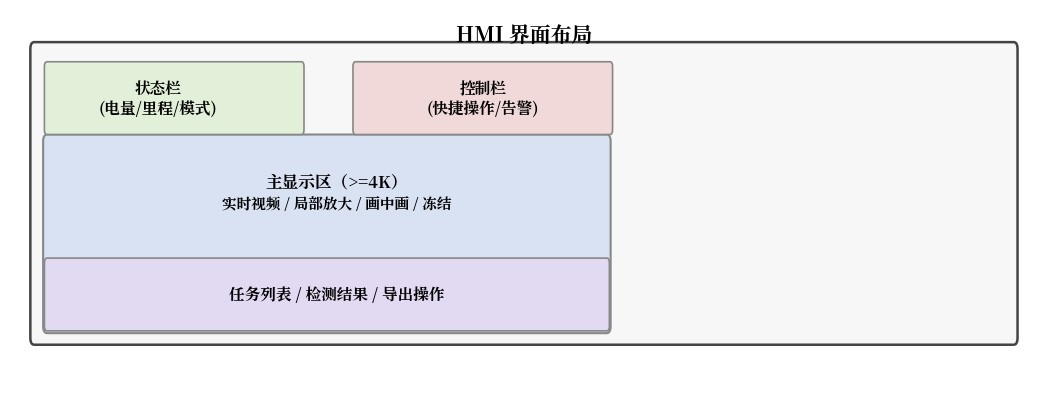 HMI 界面布局
状态栏
(电量/里程/模式)
控制栏
(快捷操作/告警)
主显示区（>=4K）
实时视频 / 局部放大 / 画中画 / 冻结
任务列表 / 检测结果 / 导出操作